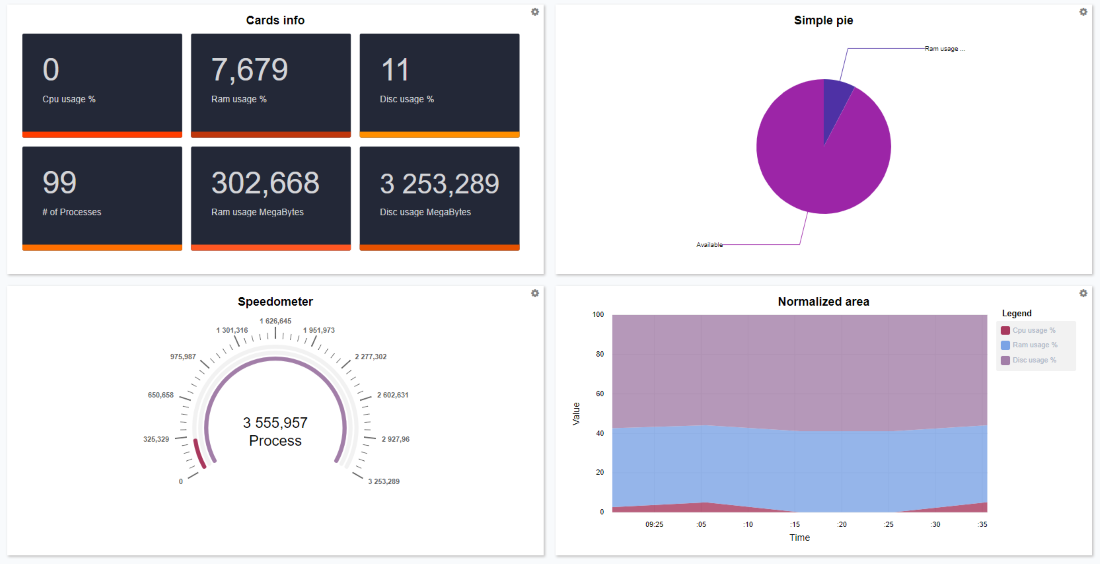 Cards info
0
Cpu usage %
7,679
Ram usage %
11
Disc usage %
99
# of Processes
302,668
Ram usage MegaBytes
3 253,289
Disc usage MegaBytes
Simple pie
Ram usage ...
Available
Speedometer
1 626,645
1 301,316
1 951,973
975,987
2 277,302
650,658
2 602,631
325,329
2 927,96
0
3 253,289
3 555,957
Process
Normalized area
100
80
60
40
20
0
Value
09:25
:05
:10
:15
:20
:25
:30
:35
Time
Legend
Cpu usage %
Ram usage %
Disc usage %